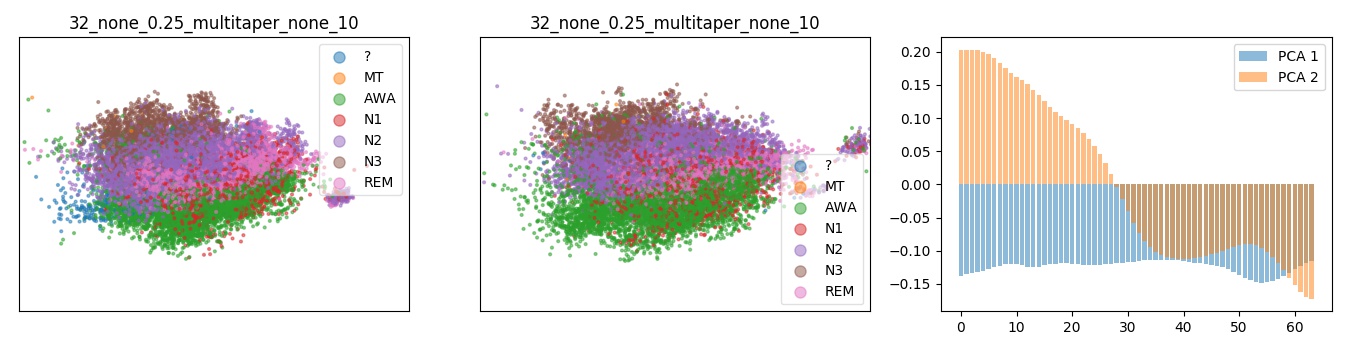 32_none_0.25_multitaper_none_10
?
MT
AWA
N1
N2
N3
REM
32_none_0.25_multitaper_none_10
?
MT
AWA
N1
N2
N3
REM
PCA 1
PCA 2
0.20
0.15
0.10
0.05
0.00
−0.05
−0.10
−0.15
0 10 20 30 40 50 60